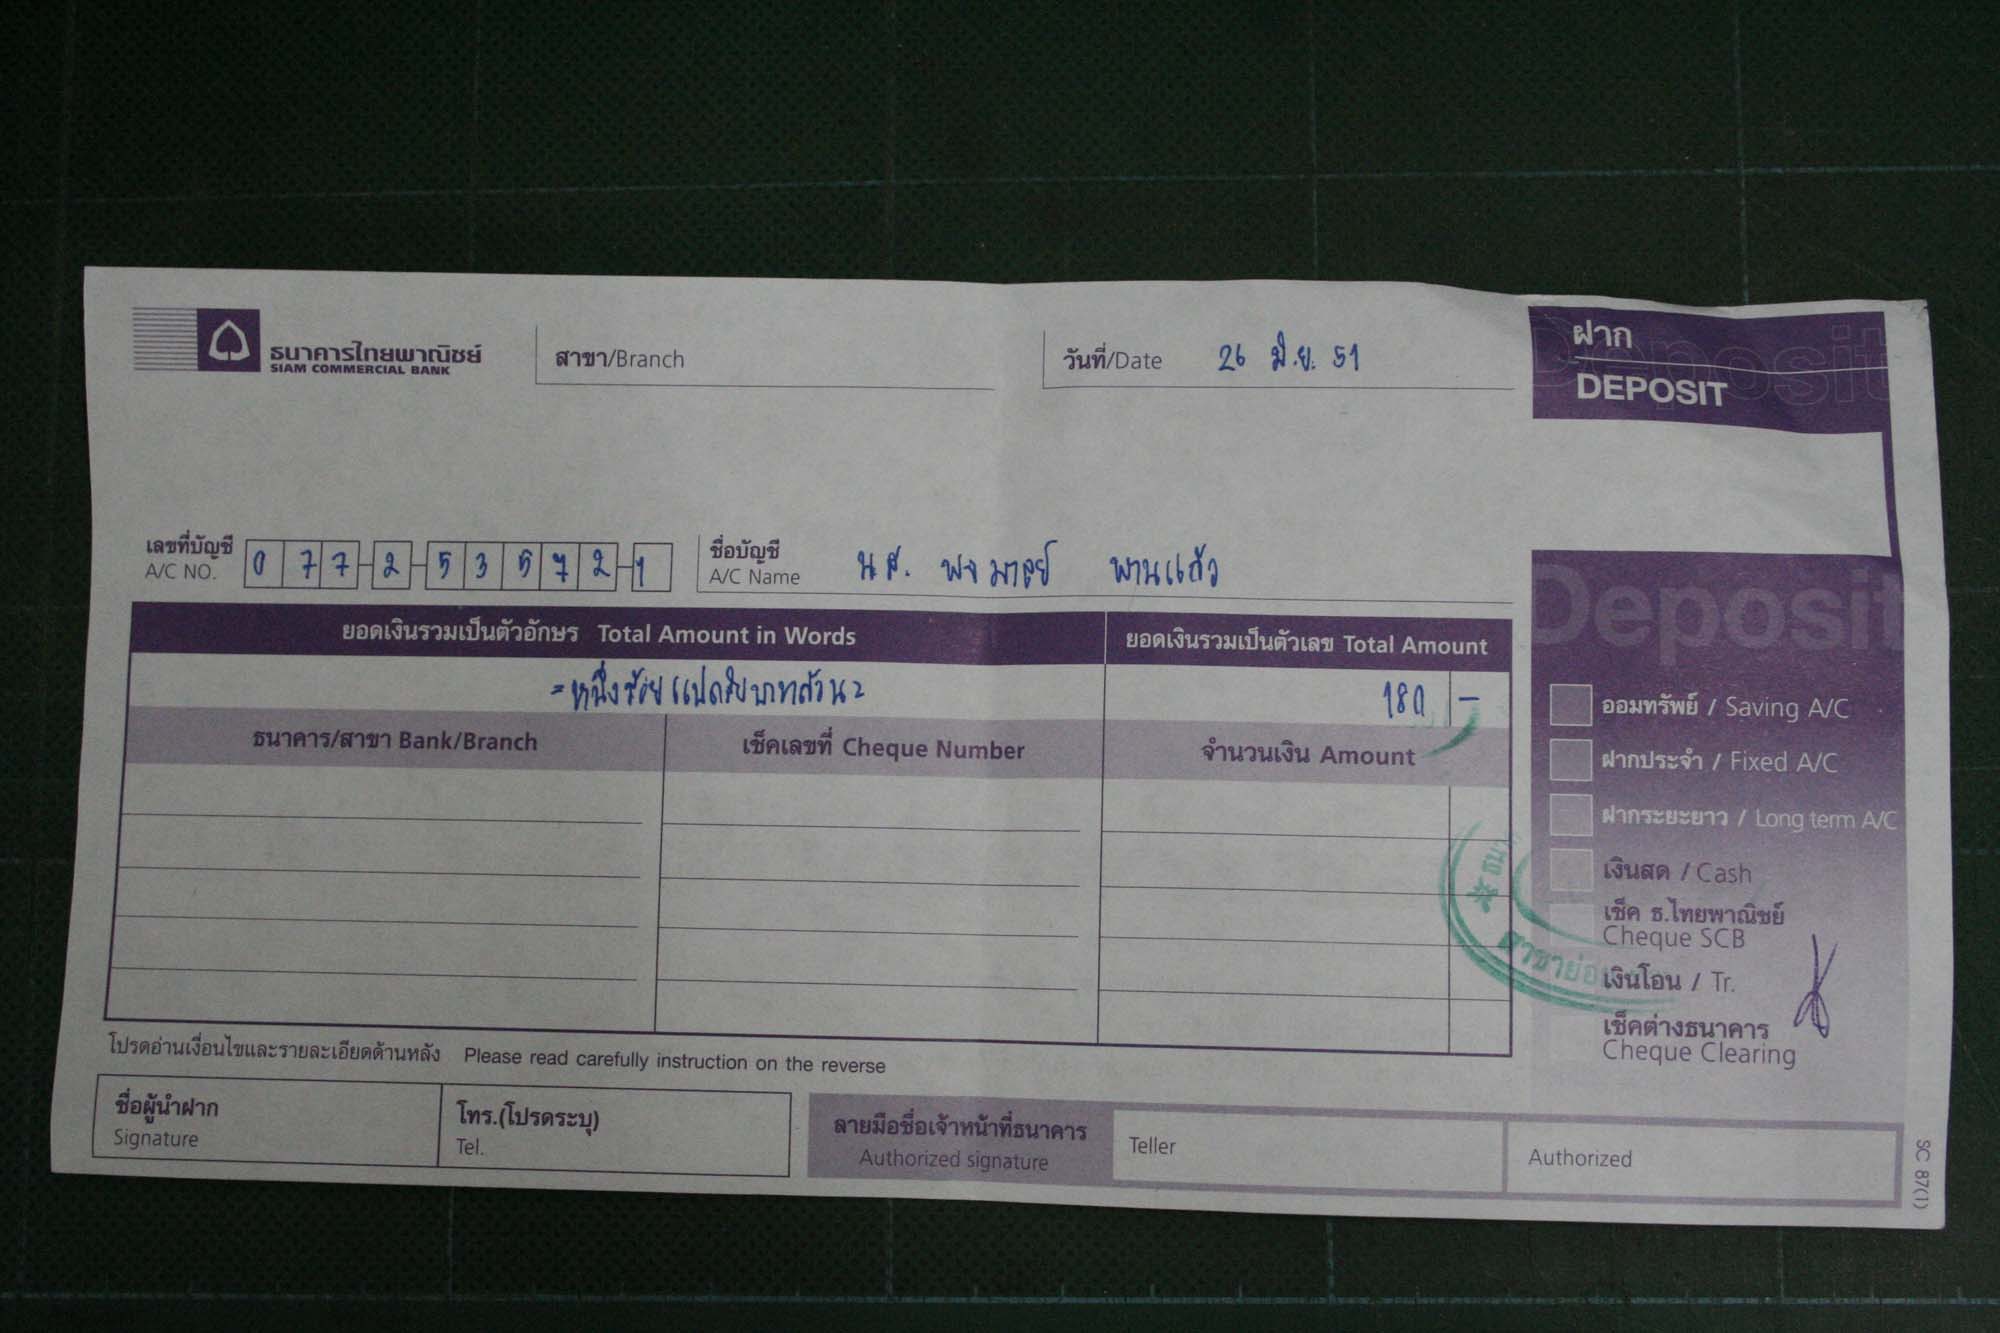 ธนาคารไทยพาณิชย์
SIAM COMMERCIAL BANK
สาขา/Branch
วันที่/Date 26 มิ.ย. 51
ฝาก
DEPOSIT
เลขที่บัญชี
A/C NO. 0 7 7 - 2 - 5 3 5 7 2 - 1
ชื่อบัญชี
A/C Name นส. พจมาลย์ พานแก้ว
Deposit
ยอดเงินรวมเป็นตัวอักษร Total Amount in Words
ยอดเงินรวมเป็นตัวเลข Total Amount
= หนึ่งร้อยแปดสิบบาทถ้วน =
180 -
ธนาคาร/สาขา Bank/Branch
เช็คเลขที่ Cheque Number
จำนวนเงิน Amount
ออมทรัพย์ / Saving A/C
ฝากประจำ / Fixed A/C
ฝากระยะยาว / Long term A/C
เงินสด / Cash
เช็ค ธ.ไทยพาณิชย์
Cheque SCB
เงินโอน / Tr.
เช็คต่างธนาคาร
Cheque Clearing
โปรดอ่านเงื่อนไขและรายละเอียดด้านหลัง Please read carefully instruction on the reverse
ชื่อผู้นำฝาก
Signature
โทร.(โปรดระบุ)
Tel.
ลายมือชื่อเจ้าหน้าที่ธนาคาร
Authorized signature
Teller
Authorized
SC 87(1)